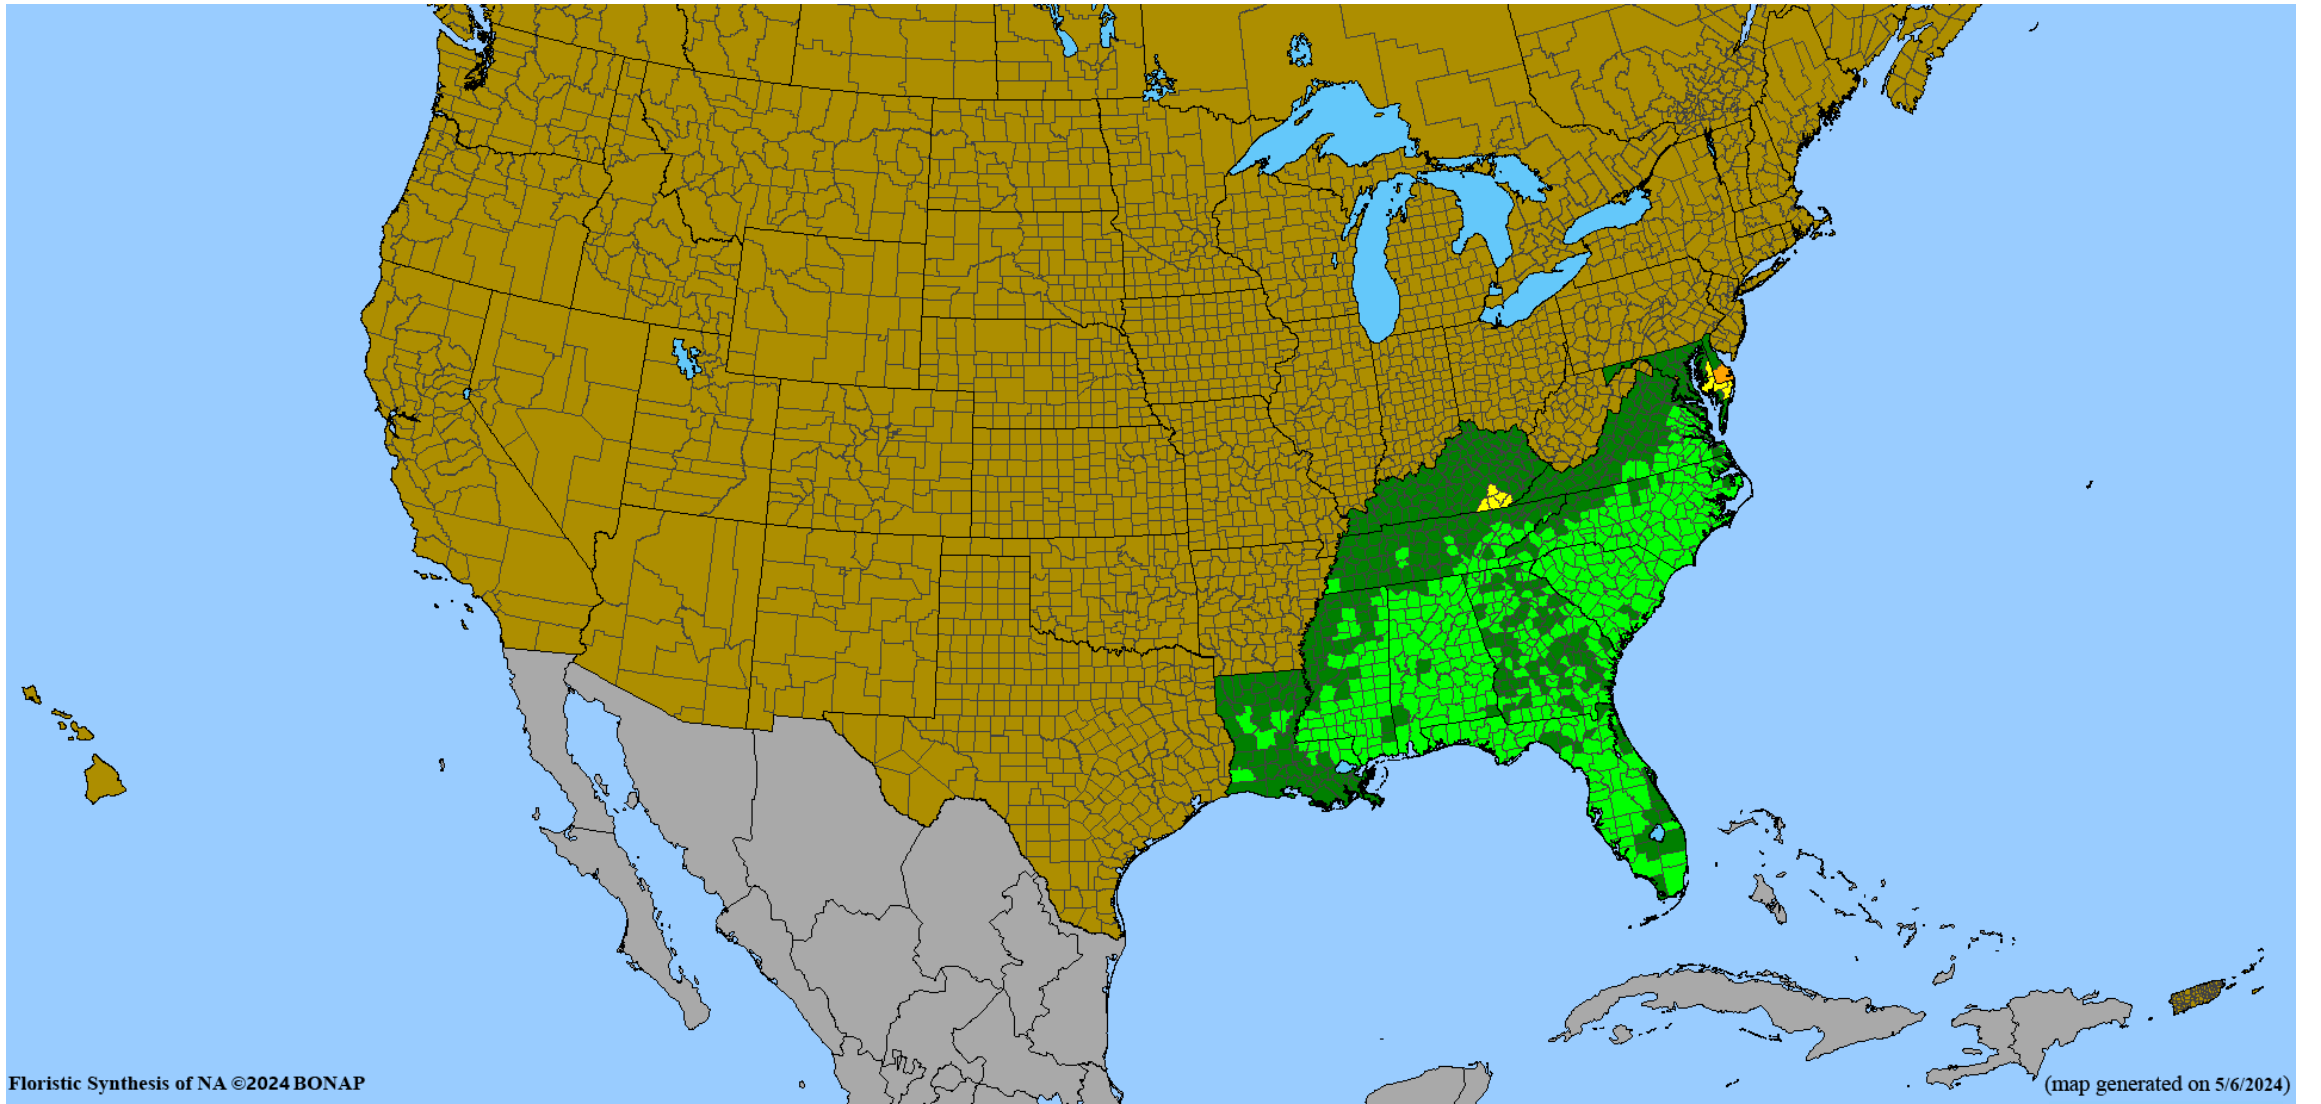 Floristic Synthesis of NA ©2024 BONAP
(map generated on 5/6/2024)